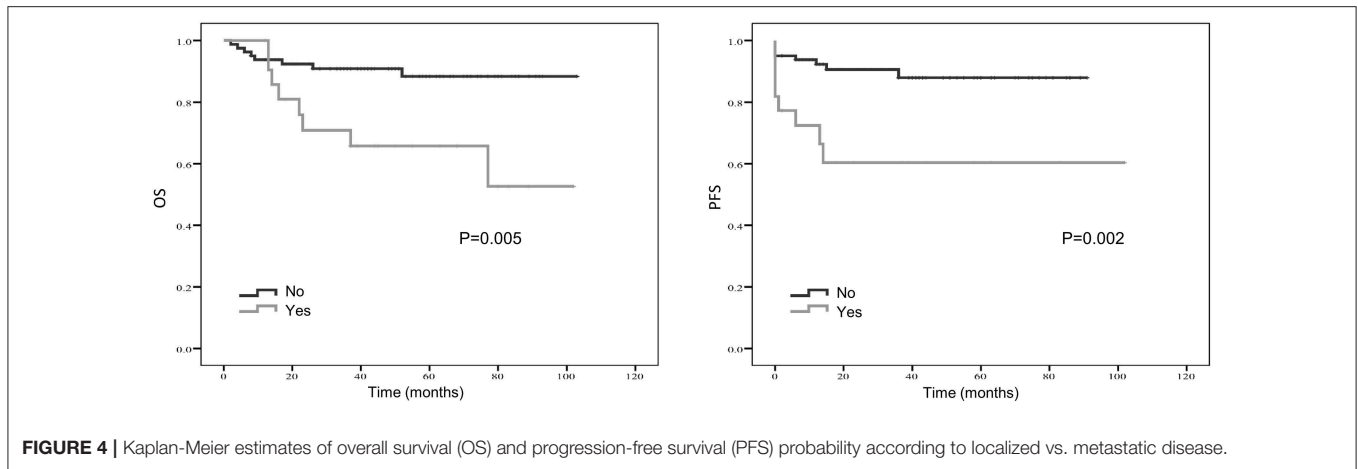 1.0
0.8
0.6
0.4
0.2
0.0
OS
No
Yes
P=0.005
0 20 40 60 80 100 120
Time (months)
1.0
0.8
0.6
0.4
0.2
0.0
PFS
No
Yes
P=0.002
0 20 40 60 80 100 120
Time (months)
FIGURE 4 | Kaplan-Meier estimates of overall survival (OS) and progression-free survival (PFS) probability according to localized vs. metastatic disease.